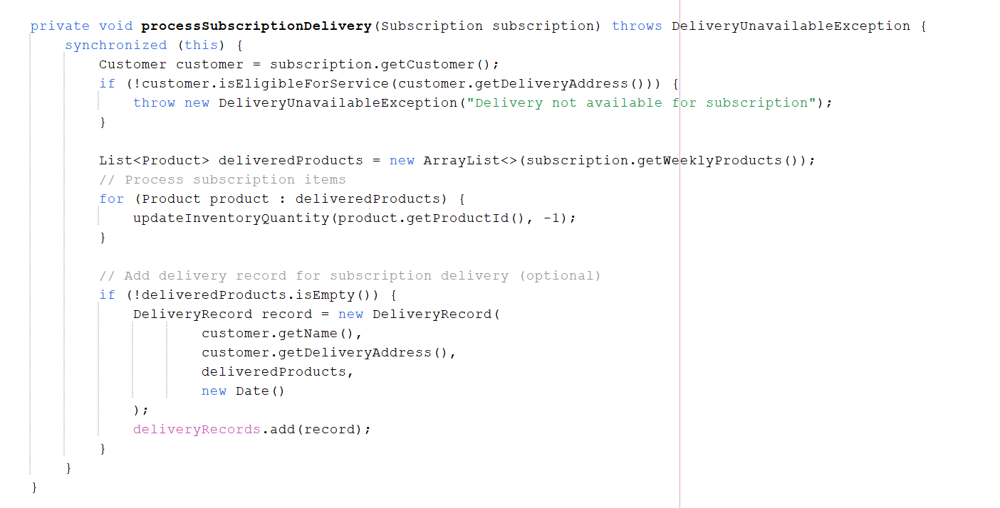 private void processSubscriptionDelivery(Subscription subscription) throws DeliveryUnavailableException {
    synchronized (this) {
        Customer customer = subscription.getCustomer();
        if (!customer.isEligibleForService(customer.getDeliveryAddress())) {
            throw new DeliveryUnavailableException("Delivery not available for subscription");
        }

        List<Product> deliveredProducts = new ArrayList<>(subscription.getWeeklyProducts());
        // Process subscription items
        for (Product product : deliveredProducts) {
            updateInventoryQuantity(product.getProductId(), -1);
        }

        // Add delivery record for subscription delivery (optional)
        if (!deliveredProducts.isEmpty()) {
            DeliveryRecord record = new DeliveryRecord(
                    customer.getName(),
                    customer.getDeliveryAddress(),
                    deliveredProducts,
                    new Date()
            );
            deliveryRecords.add(record);
        }
    }
}